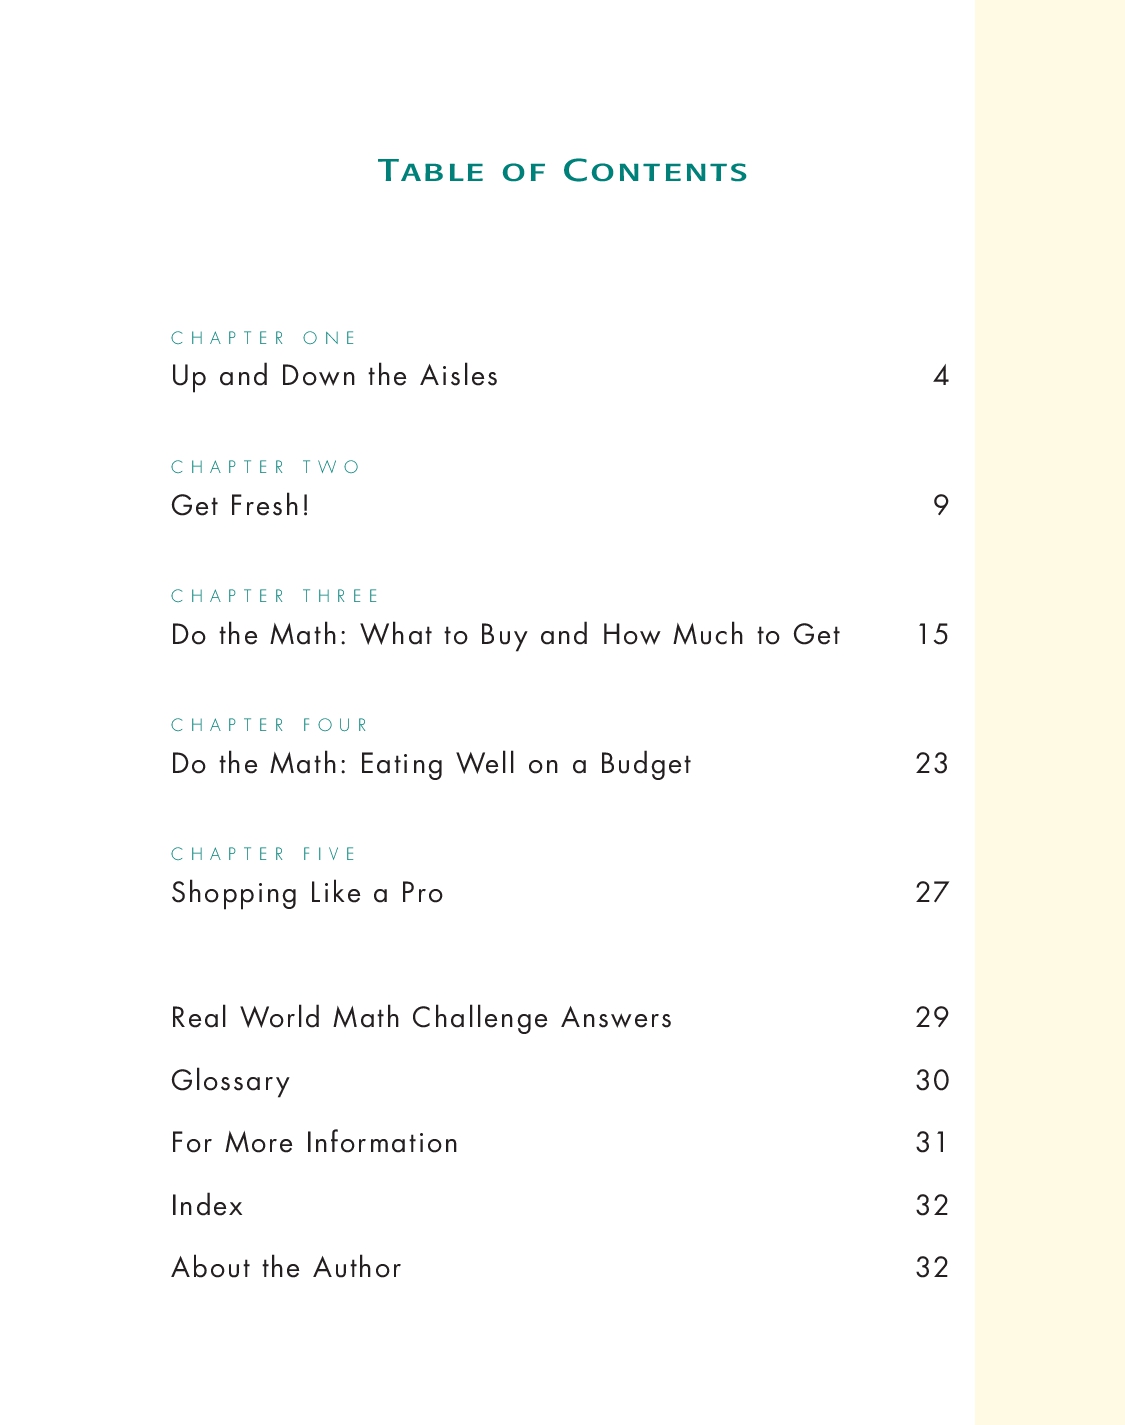 Table of Contents
CHAPTER ONE
Up and Down the Aisles 4
CHAPTER TWO
Get Fresh! 9
CHAPTER THREE
Do the Math: What to Buy and How Much to Get 15
CHAPTER FOUR
Do the Math: Eating Well on a Budget 23
CHAPTER FIVE
Shopping Like a Pro 27
Real World Math Challenge Answers 29
Glossary 30
For More Information 31
Index 32
About the Author 32